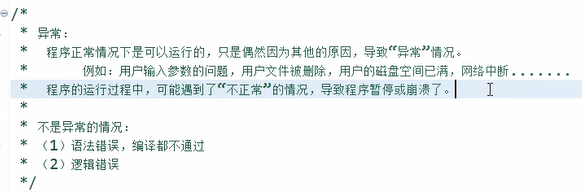 /*
* 异常：
* 程序正常情况下是可以运行的，只是偶然因为其他的原因，导致“异常”情况。
* 例如：用户输入参数的问题，用户文件被删除，用户的磁盘空间已满，网络中断.......
* 程序的运行过程中，可能遇到了“不正常”的情况，导致程序暂停或崩溃了。
*
* 不是异常的情况：
* （1）语法错误，编译都不通过
* （2）逻辑错误
*/